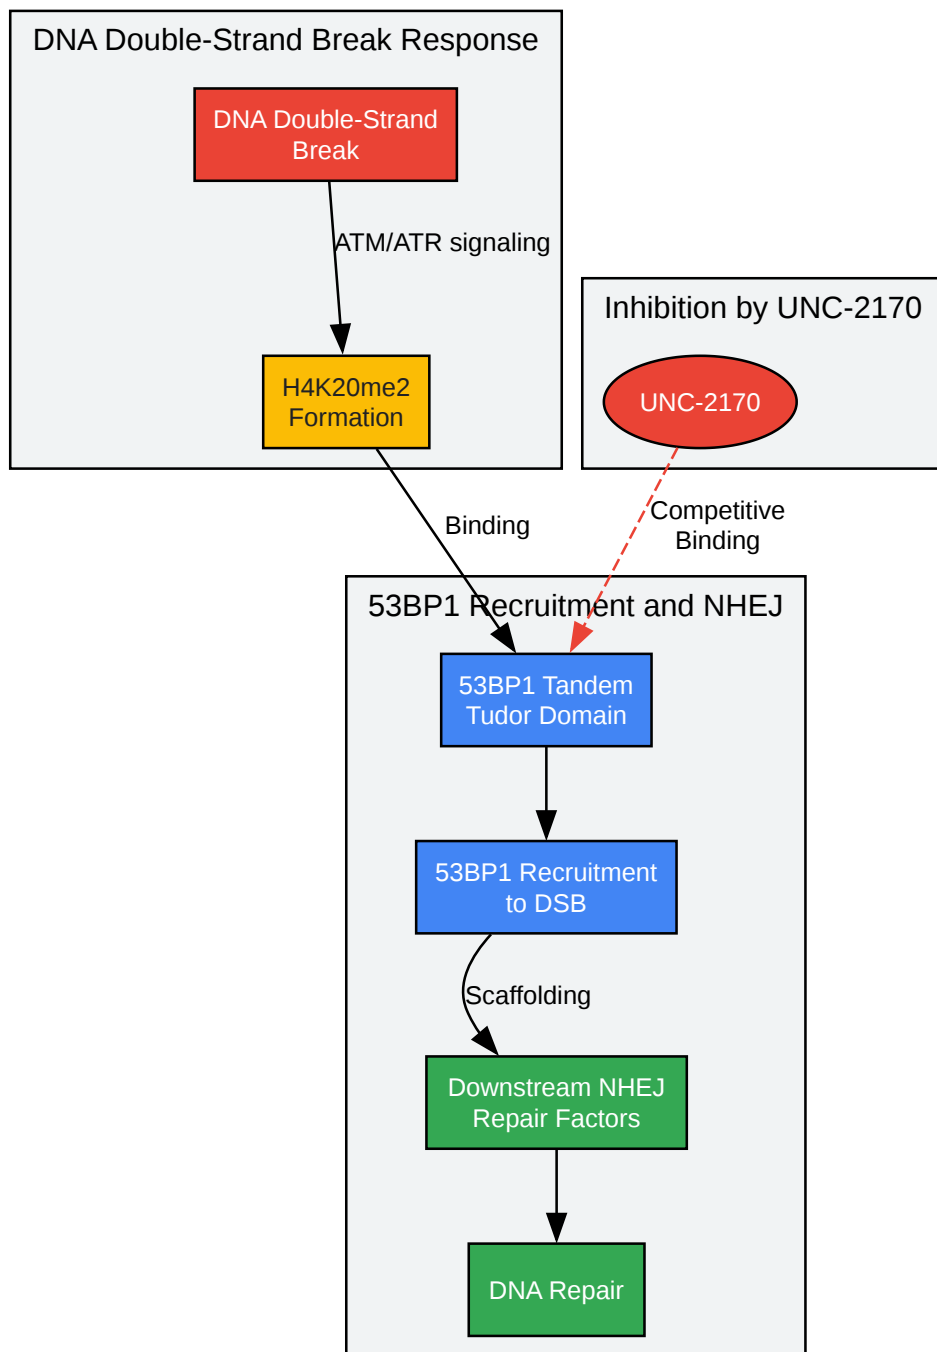 DNA Double-Strand Break Response
DNA Double-Strand
Break
ATM/ATR signaling
Inhibition by UNC-2170
H4K20me2
Formation
UNC-2170
Binding
Competitive
Binding
53BP1 Recruitment and NHEJ
53BP1 Tandem
Tudor Domain
53BP1 Recruitment
to DSB
Scaffolding
Downstream NHEJ
Repair Factors
DNA Repair